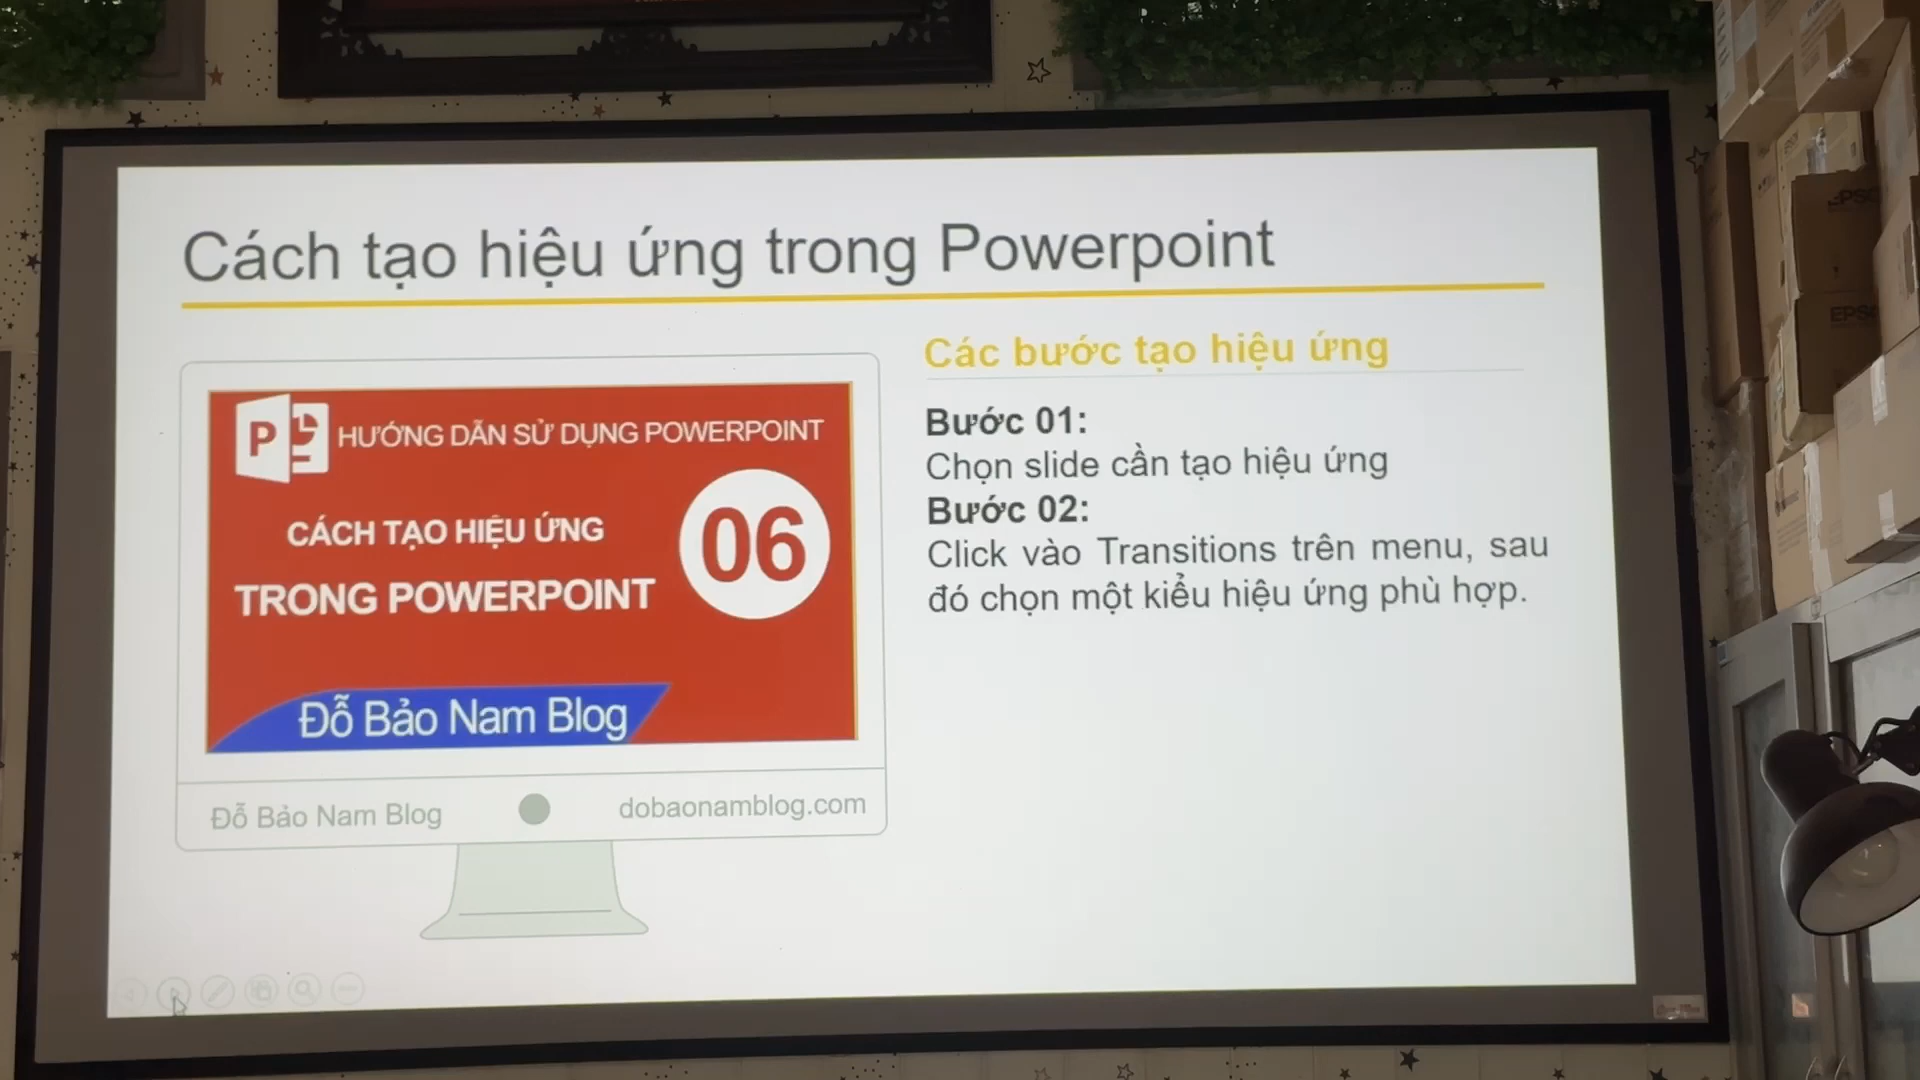 Cách tạo hiệu ứng trong Powerpoint
P
HƯỚNG DẪN SỬ DỤNG POWERPOINT
CÁCH TẠO HIỆU ỨNG
TRONG POWERPOINT
06
Đỗ Bảo Nam Blog
Đỗ Bảo Nam Blog
dobaonamblog.com
Các bước tạo hiệu ứng
Bước 01:
Chọn slide cần tạo hiệu ứng
Bước 02:
Click vào Transitions trên menu, sau
đó chọn một kiểu hiệu ứng phù hợp.
EPSO
EPSO